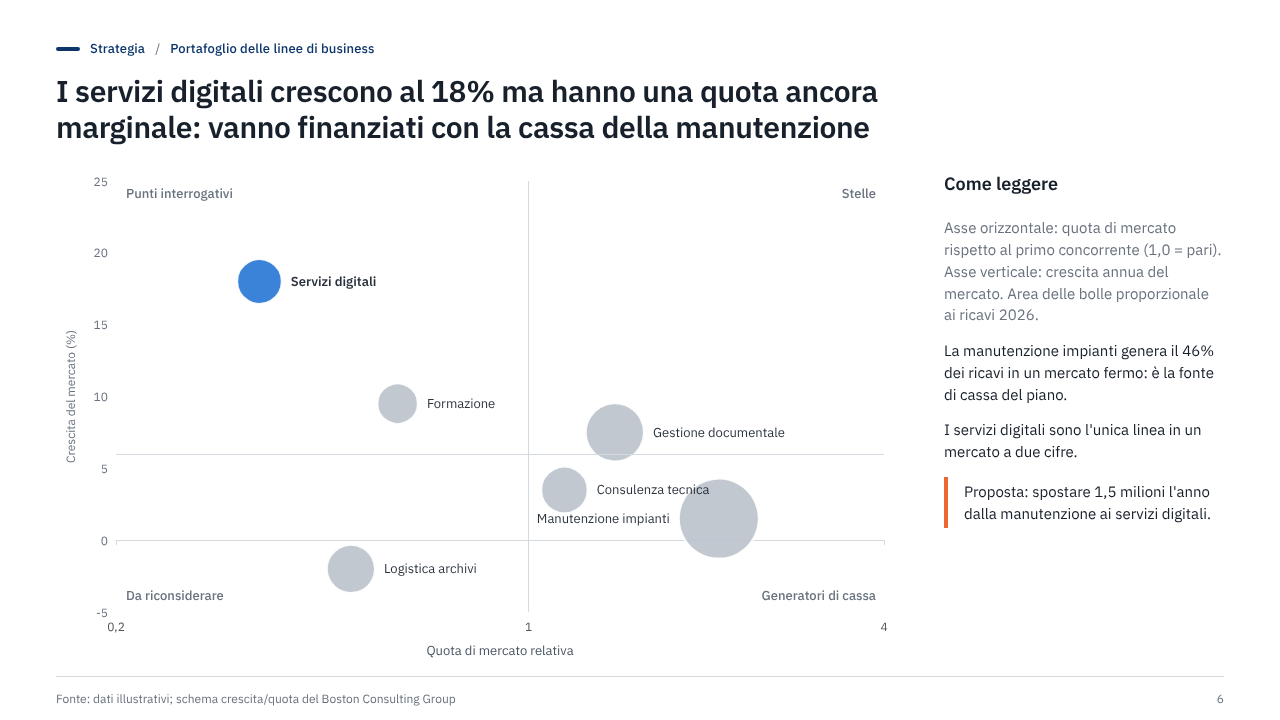 Strategia / Portafoglio delle linee di business
I servizi digitali crescono al 18% ma hanno una quota ancora
marginale: vanno finanziati con la cassa della manutenzione
25
20
15
10
5
0
-5
Crescita del mercato (%)
Punti interrogativi
Stelle
Servizi digitali
Formazione
Gestione documentale
Consulenza tecnica
Manutenzione impianti
Logistica archivi
Da riconsiderare
Generatori di cassa
0,2
1
4
Quota di mercato relativa
Come leggere
Asse orizzontale: quota di mercato
rispetto al primo concorrente (1,0 = pari).
Asse verticale: crescita annua del
mercato. Area delle bolle proporzionale
ai ricavi 2026.
La manutenzione impianti genera il 46%
dei ricavi in un mercato fermo: è la fonte
di cassa del piano.
I servizi digitali sono l'unica linea in un
mercato a due cifre.
Proposta: spostare 1,5 milioni l'anno
dalla manutenzione ai servizi digitali.
Fonte: dati illustrativi; schema crescita/quota del Boston Consulting Group
6